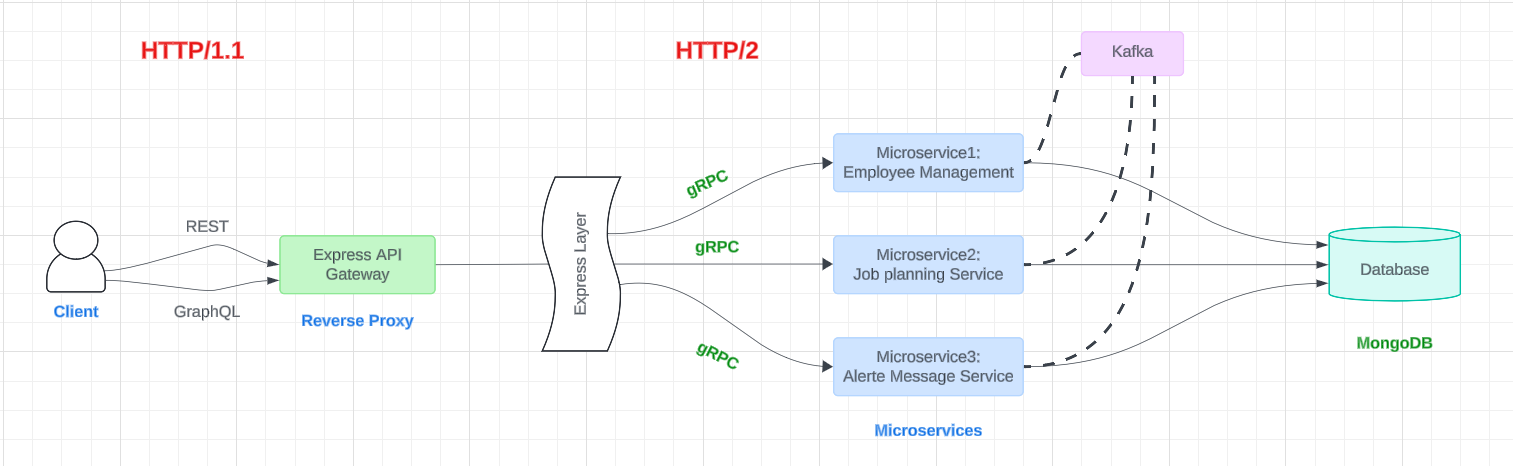 HTTP/1.1
HTTP/2
Kafka
Microservice1:
Employee Management
gRPC
REST
Express API
Gateway
Express Layer
gRPC
Microservice2:
Job planning Service
Database
Client
GraphQL
Reverse Proxy
gRPC
Microservice3:
Alerte Message Service
MongoDB
Microservices